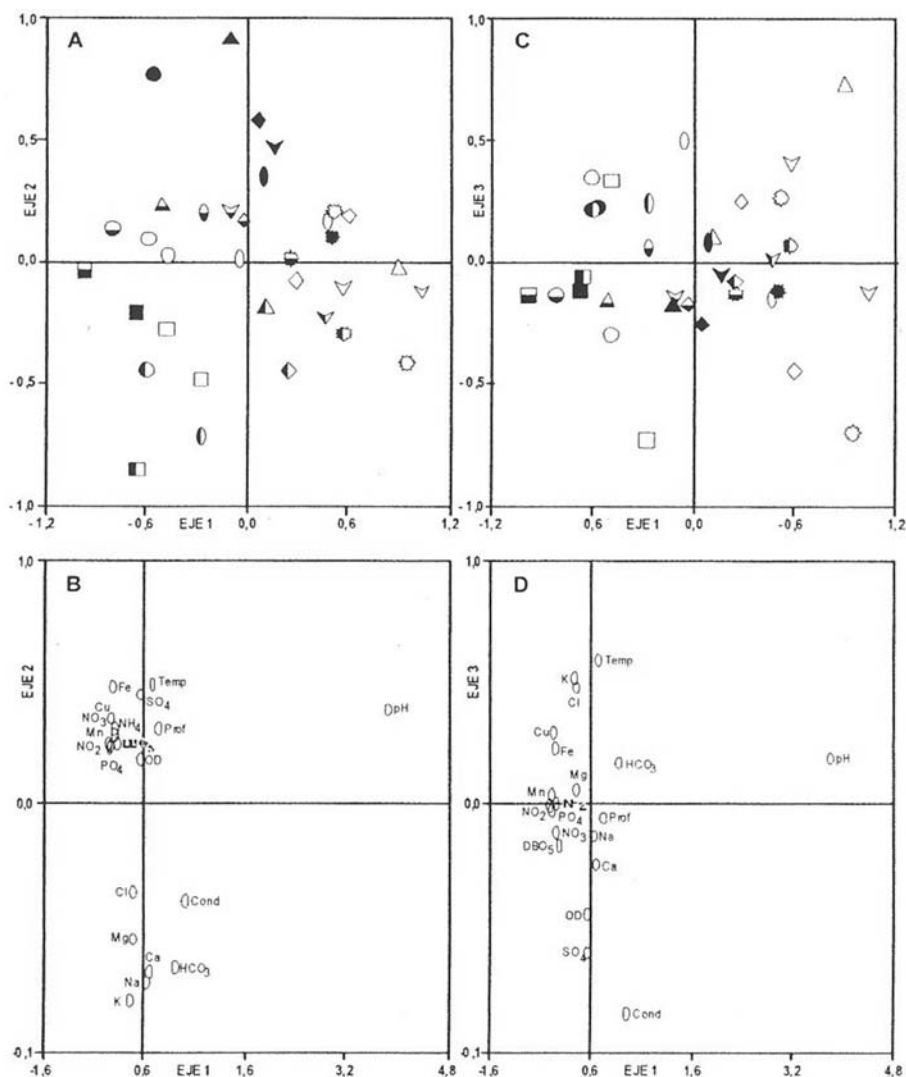 A
1,0
0,5
0,0
-0,5
-1,0
EJE 2
-1,2
-0,6
EJE 1
0,0
0,6
1,2
C
1,0
0,5
0,0
-0,5
-1,0
EJE 3
-1,2
0,6
EJE 1
0,0
-0,6
1,2
B
1,0
0,0
-0,1
EJE 2
Fe
Temp
SO4
Cu
NO3
NH4
Mn
NO2
PO4
OD
Prof
pH
Cl
Cond
Mg
Ca
HCO3
Na
K
-1,6
0,6
EJE 1
1,6
3,2
4,8
D
1,0
0,0
-0,1
EJE 3
Temp
K
Cl
Cu
Fe
HCO3
pH
Mg
Mn
NO2
PO4
Prof
NO3
Na
DBO5
Ca
OD
SO4
Cond
-1,6
0,6
EJE 1
1,6
3,2
4,8